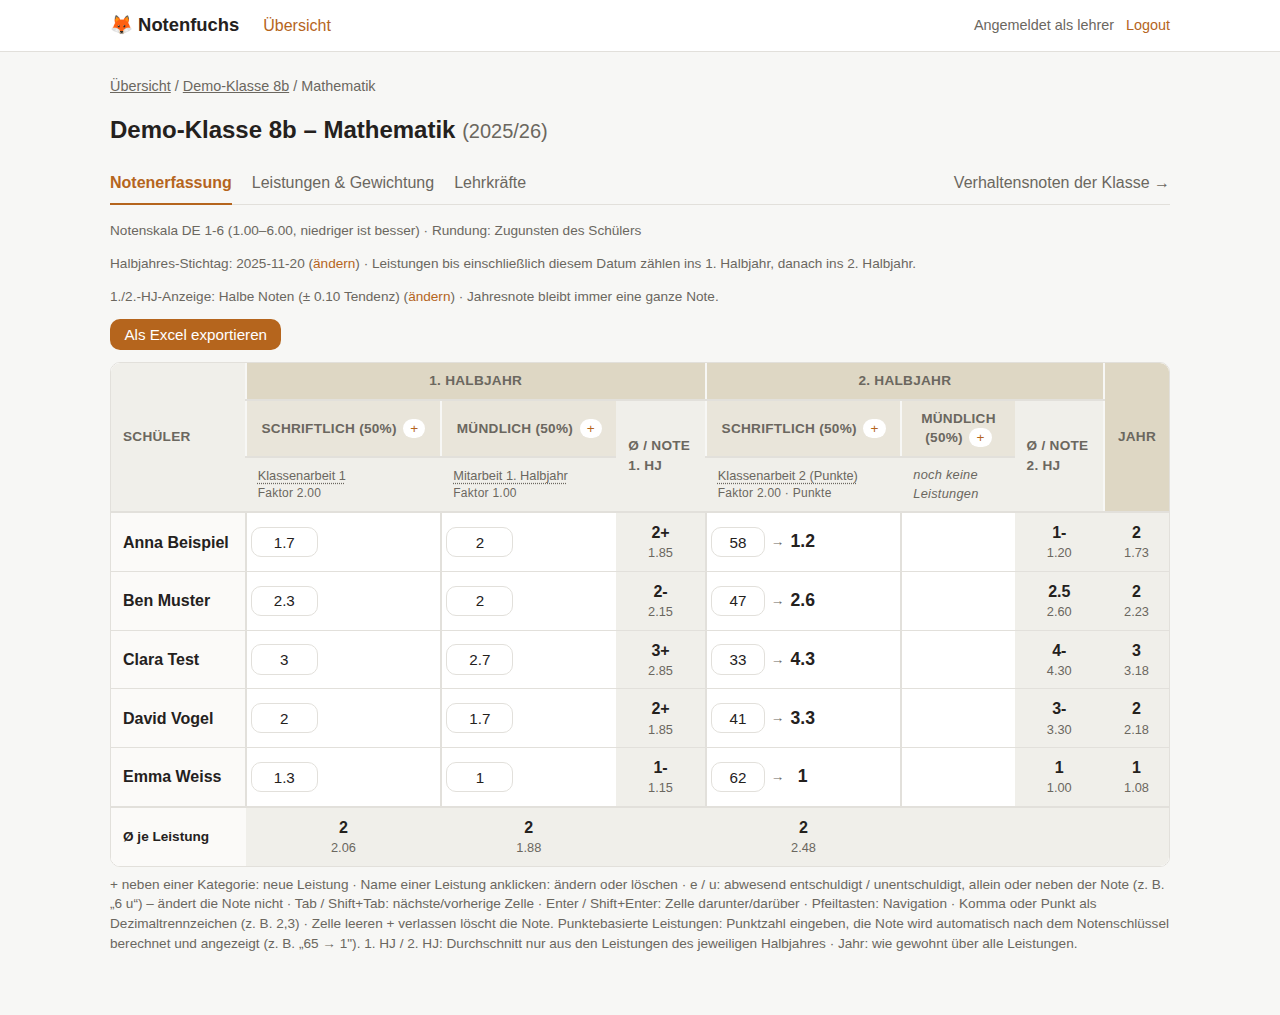 🦊 Notenfuchs Übersicht Angemeldet als lehrer Logout
Übersicht / Demo-Klasse 8b / Mathematik
Demo-Klasse 8b – Mathematik (2025/26)
Notenerfassung Leistungen & Gewichtung Lehrkräfte Verhaltensnoten der Klasse →
Notenskala DE 1-6 (1.00–6.00, niedriger ist besser) · Rundung: Zugunsten des Schülers
Halbjahres-Stichtag: 2025-11-20 (ändern) · Leistungen bis einschließlich diesem Datum zählen ins 1. Halbjahr, danach ins 2. Halbjahr.
1./2.-HJ-Anzeige: Halbe Noten (± 0.10 Tendenz) (ändern) · Jahresnote bleibt immer eine ganze Note.
Als Excel exportieren
SCHÜLER 1. HALBJAHR 2. HALBJAHR JAHR
SCHRIFTLICH (50%) + MÜNDLICH (50%) + Ø / NOTE 1. HJ SCHRIFTLICH (50%) + MÜNDLICH (50%) + Ø / NOTE 2. HJ
Klassenarbeit 1 Mitarbeit 1. Halbjahr Klassenarbeit 2 (Punkte) noch keine
Faktor 2.00 Faktor 1.00 Faktor 2.00 · Punkte Leistungen
Anna Beispiel 1.7 2 2+ 58 → 1.2 1- 2
1.85 1.20 1.73
Ben Muster 2.3 2 2- 47 → 2.6 2.5 2
2.15 2.60 2.23
Clara Test 3 2.7 3+ 33 → 4.3 4- 3
2.85 4.30 3.18
David Vogel 2 1.7 2+ 41 → 3.3 3- 2
1.85 3.30 2.18
Emma Weiss 1.3 1 1- 62 → 1 1 1
1.15 1.00 1.08
Ø je Leistung 2 2 2
2.06 1.88 2.48
+ neben einer Kategorie: neue Leistung · Name einer Leistung anklicken: ändern oder löschen · e / u: abwesend entschuldigt / unentschuldigt, allein oder neben der Note (z. B.
„6 u“) – ändert die Note nicht · Tab / Shift+Tab: nächste/vorherige Zelle · Enter / Shift+Enter: Zelle darunter/darüber · Pfeiltasten: Navigation · Komma oder Punkt als
Dezimaltrennzeichen (z. B. 2,3) · Zelle leeren + verlassen löscht die Note. Punktebasierte Leistungen: Punktzahl eingeben, die Note wird automatisch nach dem Notenschlüssel
berechnet und angezeigt (z. B. „65 → 1"). 1. HJ / 2. HJ: Durchschnitt nur aus den Leistungen des jeweiligen Halbjahres · Jahr: wie gewohnt über alle Leistungen.